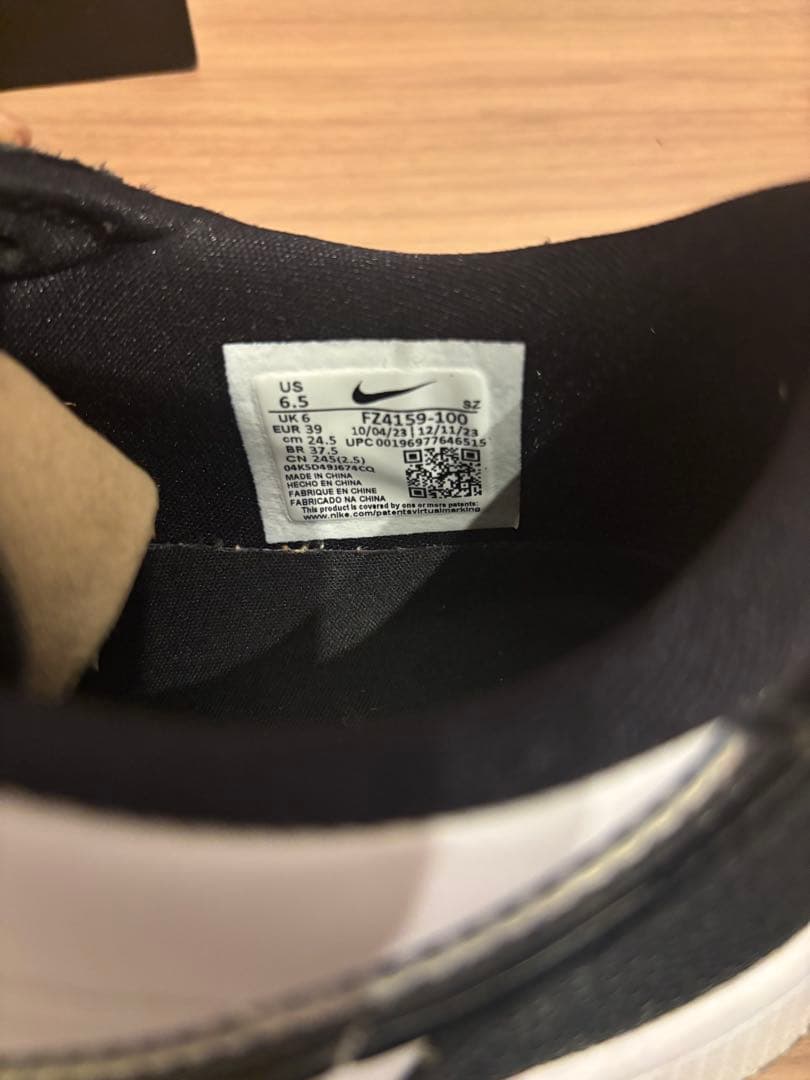 US
6.5
SZ
UK 6
FZ4159-100
EUR 39
10/04/23 | 12/11/23
cm 24.5
UPC 00196977646515
BR 37.5
CN 245(2.5)
04K5D49J674CQ
MADE IN CHINA
HECHO EN CHINA
FABRIQUE EN CHINE
FABRICADO NA CHINA
This product is covered by one or more patents:
www.nike.com/patentsvirtualmarking